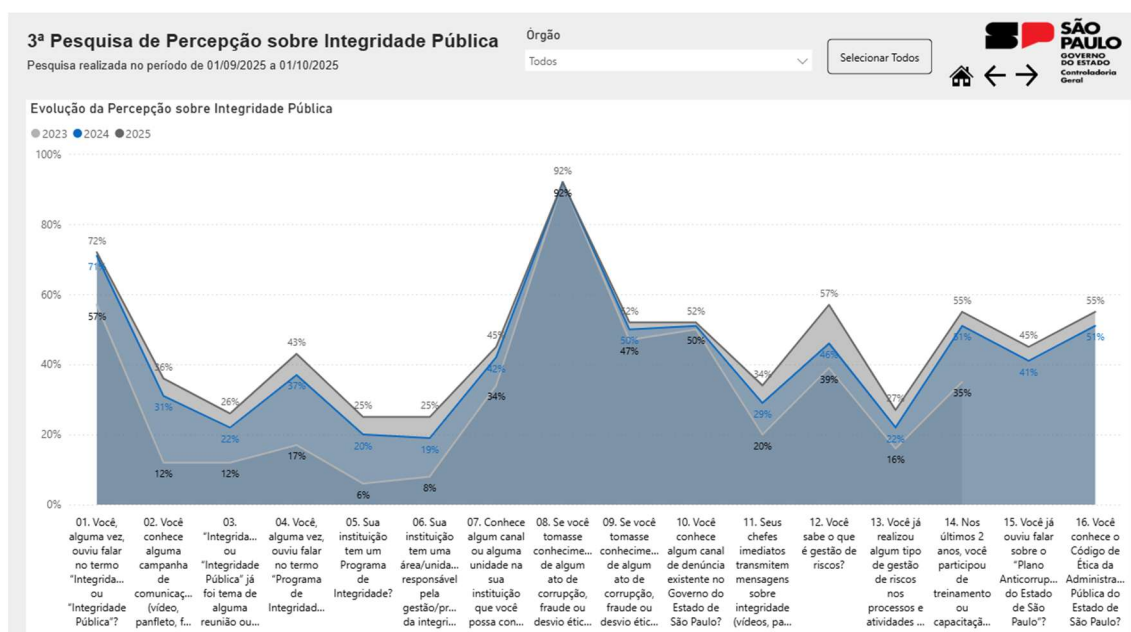 3ª Pesquisa de Percepção sobre Integridade Pública
Pesquisa realizada no período de 01/09/2025 a 01/10/2025
Órgão
Todos
Selecionar Todos
SÃO
PAULO
GOVERNO
DO ESTADO
Controladoria
Geral
Evolução da Percepção sobre Integridade Pública
2023 2024 2025
100%
80%
60%
40%
20%
0%
72%
71%
57%
36%
31%
12%
26%
22%
12%
43%
37%
17%
25%
20%
6%
25%
19%
8%
45%
42%
34%
92%
92%
52%
50%
47%
52%
50%
34%
29%
20%
57%
46%
39%
27%
22%
16%
55%
51%
35%
45%
41%
55%
51%
01. Você,
alguma vez,
ouviu falar
no termo
"Integrida...
ou
"Integridade
Pública"?
02. Você
conhece
alguma
campanha
de
comunicaç...
(vídeo,
panfleto, f...
03.
"Integrida...
ou
"Integridade
Pública" já
foi tema de
alguma
reunião ou...
04. Você,
alguma vez,
ouviu falar
no termo
"Programa
de
Integridad...
05. Sua
instituição
tem um
Programa
de
Integridade?
06. Sua
instituição
tem uma
área/unida...
responsável
pela
gestão/pr...
da integri...
07. Conhece
algum canal
ou alguma
unidade na
sua
instituição
que você
possa con...
08. Se você
tomasse
conhecime...
de algum
ato de
corrupção,
fraude ou
desvio étic...
09. Se você
tomasse
conhecime...
de algum
ato de
corrupção,
fraude ou
desvio étic...
10. Você
conhece
algum canal
de denúncia
existente no
Governo do
Estado de
São Paulo?
11. Seus
chefes
imediatos
transmitem
mensagens
sobre
integridade
(vídeos, pa...
12. Você
sabe o que
é gestão de
riscos?
13. Você já
realizou
algum tipo
de gestão
de riscos
nos
processos e
atividades ...
14. Nos
últimos 2
anos, você
participou
de
treinamento
ou
capacitaçã...
15. Você já
ouviu falar
sobre o
"Plano
Anticorrup...
do Estado
de São
Paulo"?
16. Você
conhece o
Código de
Ética da
Administra...
Pública do
Estado de
São Paulo?